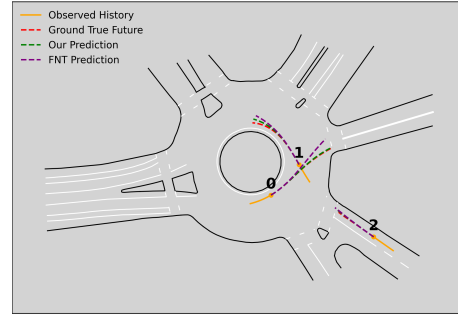 Observed History
Ground True Future
Our Prediction
FNT Prediction
1
0
2